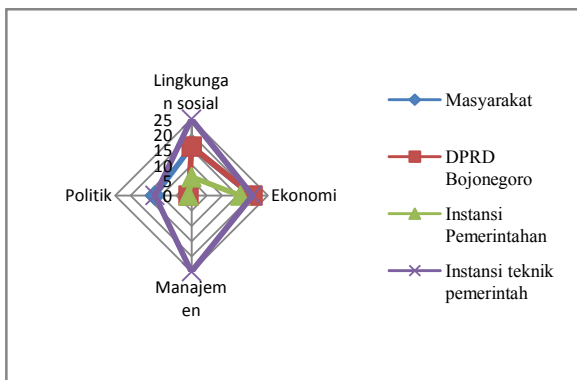 Lingkunga
n sosial
25
20
15
10
5
0
Politik
Ekonomi
Manajem
en
Masyarakat
DPRD
Bojonegoro
Instansi
Pemerintahan
Instansi teknik
pemerintah